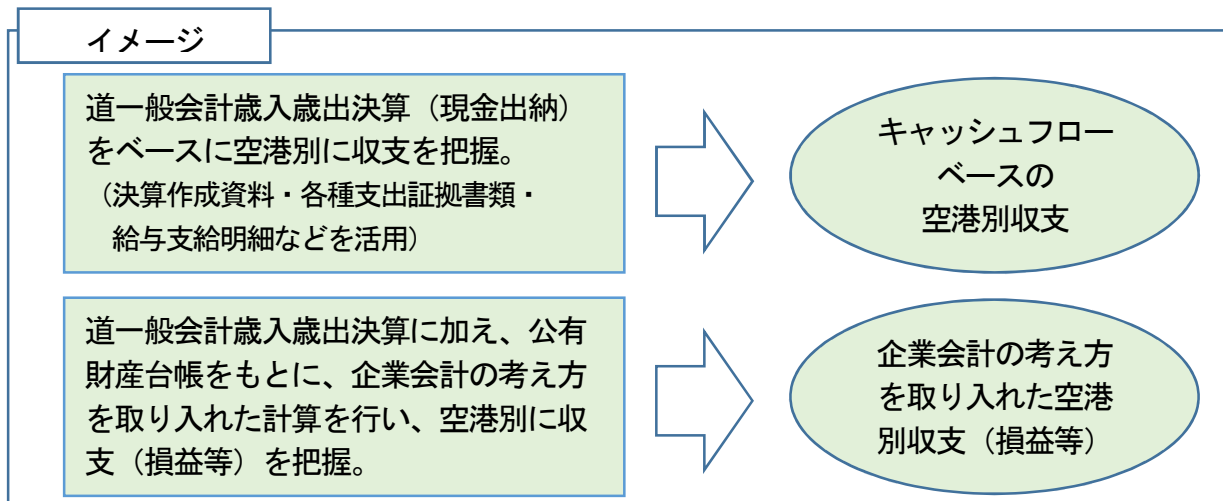 イメージ
道一般会計歳入歳出決算（現金出納）
をベースに空港別に収支を把握。
（決算作成資料・各種支出証拠書類・
給与支給明細などを活用）
キャッシュフロー
ベースの
空港別収支
道一般会計歳入歳出決算に加え、公有
財産台帳をもとに、企業会計の考え方
を取り入れた計算を行い、空港別に収
支（損益等）を把握。
企業会計の考え方
を取り入れた空港
別収支（損益等）